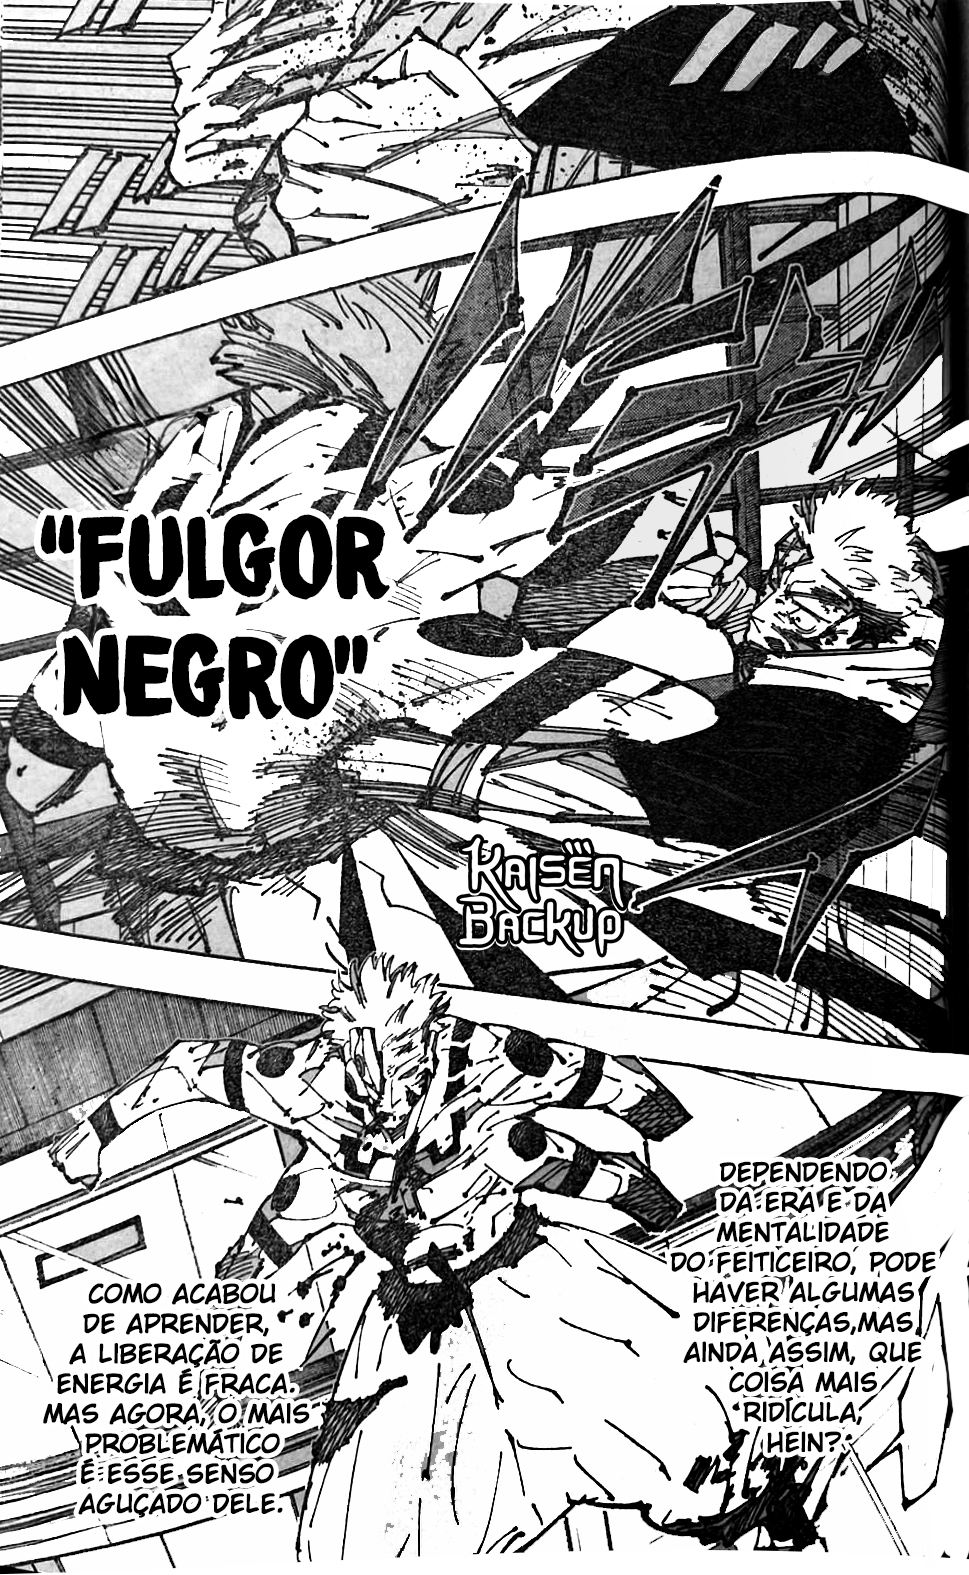 "FULGOR
NEGRO"
KAISEN
BACKUP
DEPENDENDO
DA ERA E DA
MENTALIDADE
DO FEITICEIRO, PODE
HAVER ALGUMAS
DIFERENÇAS,MAS
AINDA ASSIM, QUE
COISA MAIS
RIDÍCULA,
HEIN?
COMO ACABOU
DE APRENDER,
A LIBERAÇÃO DE
ENERGIA É FRACA.
MAS AGORA, O MAIS
PROBLEMÁTICO
É ESSE SENSO
AGUÇADO DELE.